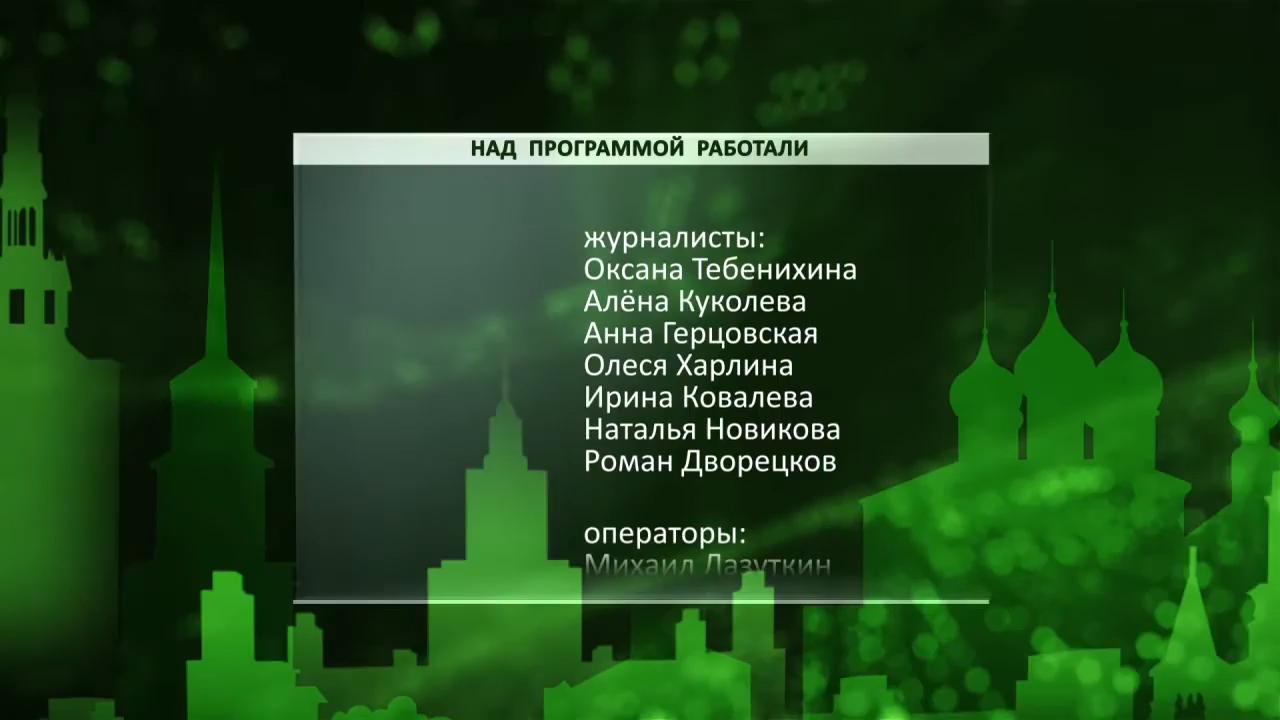 НАД ПРОГРАММОЙ РАБОТАЛИ
журналисты:
Оксана Тебенихина
Алёна Куколева
Анна Герцовская
Олеся Харлина
Ирина Ковалева
Наталья Новикова
Роман Дворецков
операторы:
Михаил Лазуткин